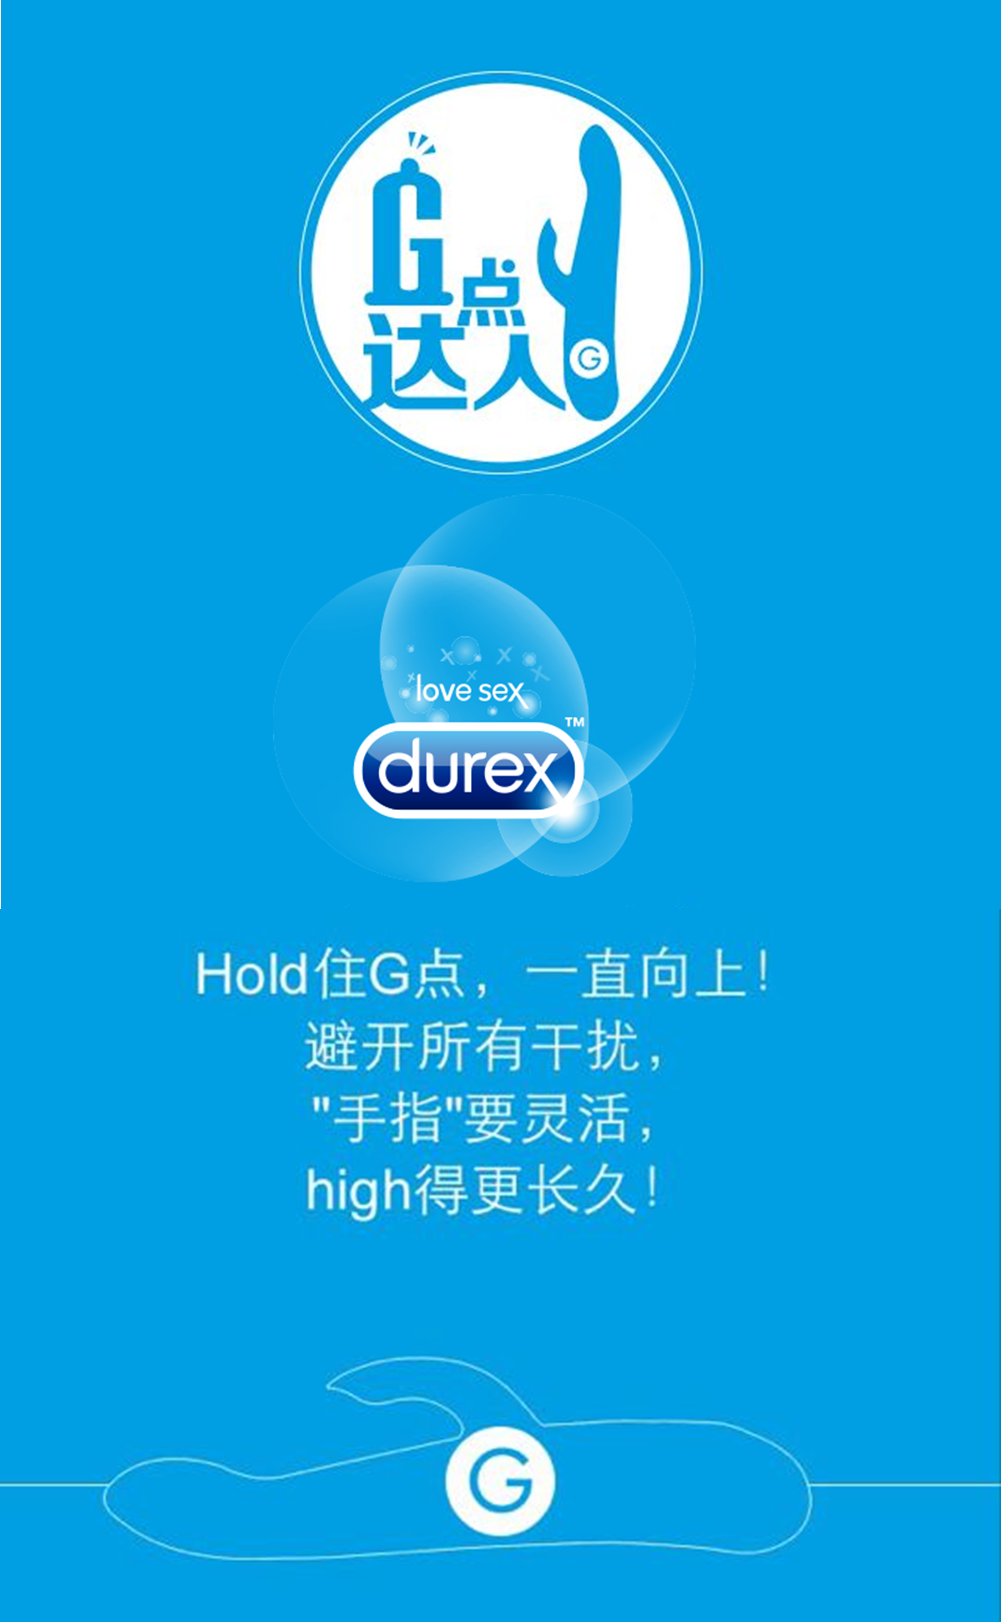 G点
达人
G
love sex
TM
durex
Hold住G点，一直向上！
避开所有干扰，
"手指"要灵活，
high得更长久！
G